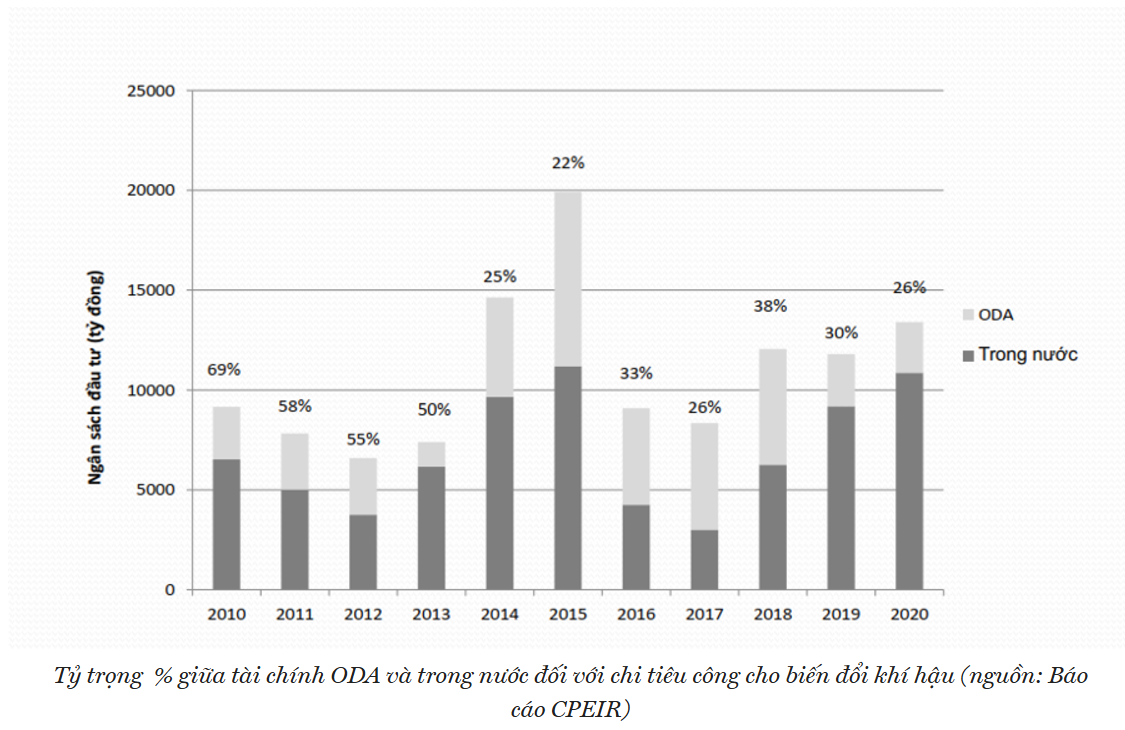 25000
20000
15000
10000
5000
0
Ngân sách đầu tư (tỷ đồng)
69%
58%
55%
50%
25%
22%
33%
26%
38%
30%
26%
2010 2011 2012 2013 2014 2015 2016 2017 2018 2019 2020
ODA
Trong nước
Tỷ trọng % giữa tài chính ODA và trong nước đối với chi tiêu công cho biến đổi khí hậu (nguồn: Báo
cáo CPEIR)